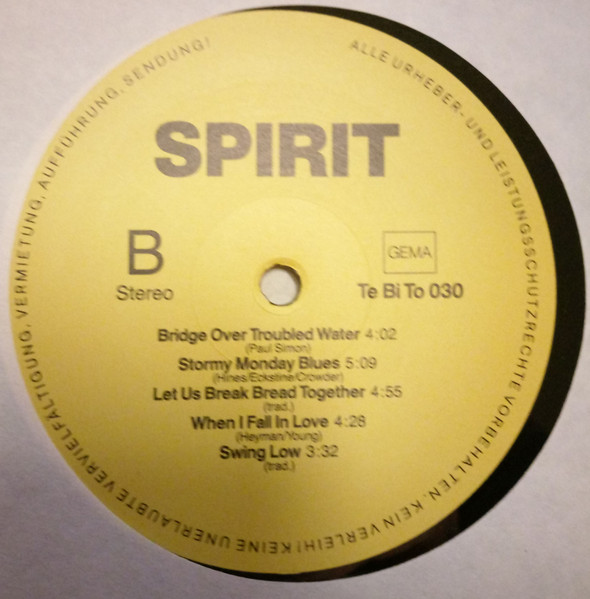 ALLE URHEBER- UND LEISTUNGSSCHUTZRECHTE VORBEHALTEN. KEIN VERLEIH! KEINE UNERLAUBTE VERVIELFÄLTIGUNG, VERMIETUNG, AUFFÜHRUNG, SENDUNG!
SPIRIT
B
Stereo
GEMA
Te Bi To 030
Bridge Over Troubled Water 4:02
(Paul Simon)
Stormy Monday Blues 5:09
(Hines/Eckstine/Crowder)
Let Us Break Bread Together 4:55
(trad.)
When I Fall In Love 4:28
(Heyman/Young)
Swing Low 3:32
(trad.)